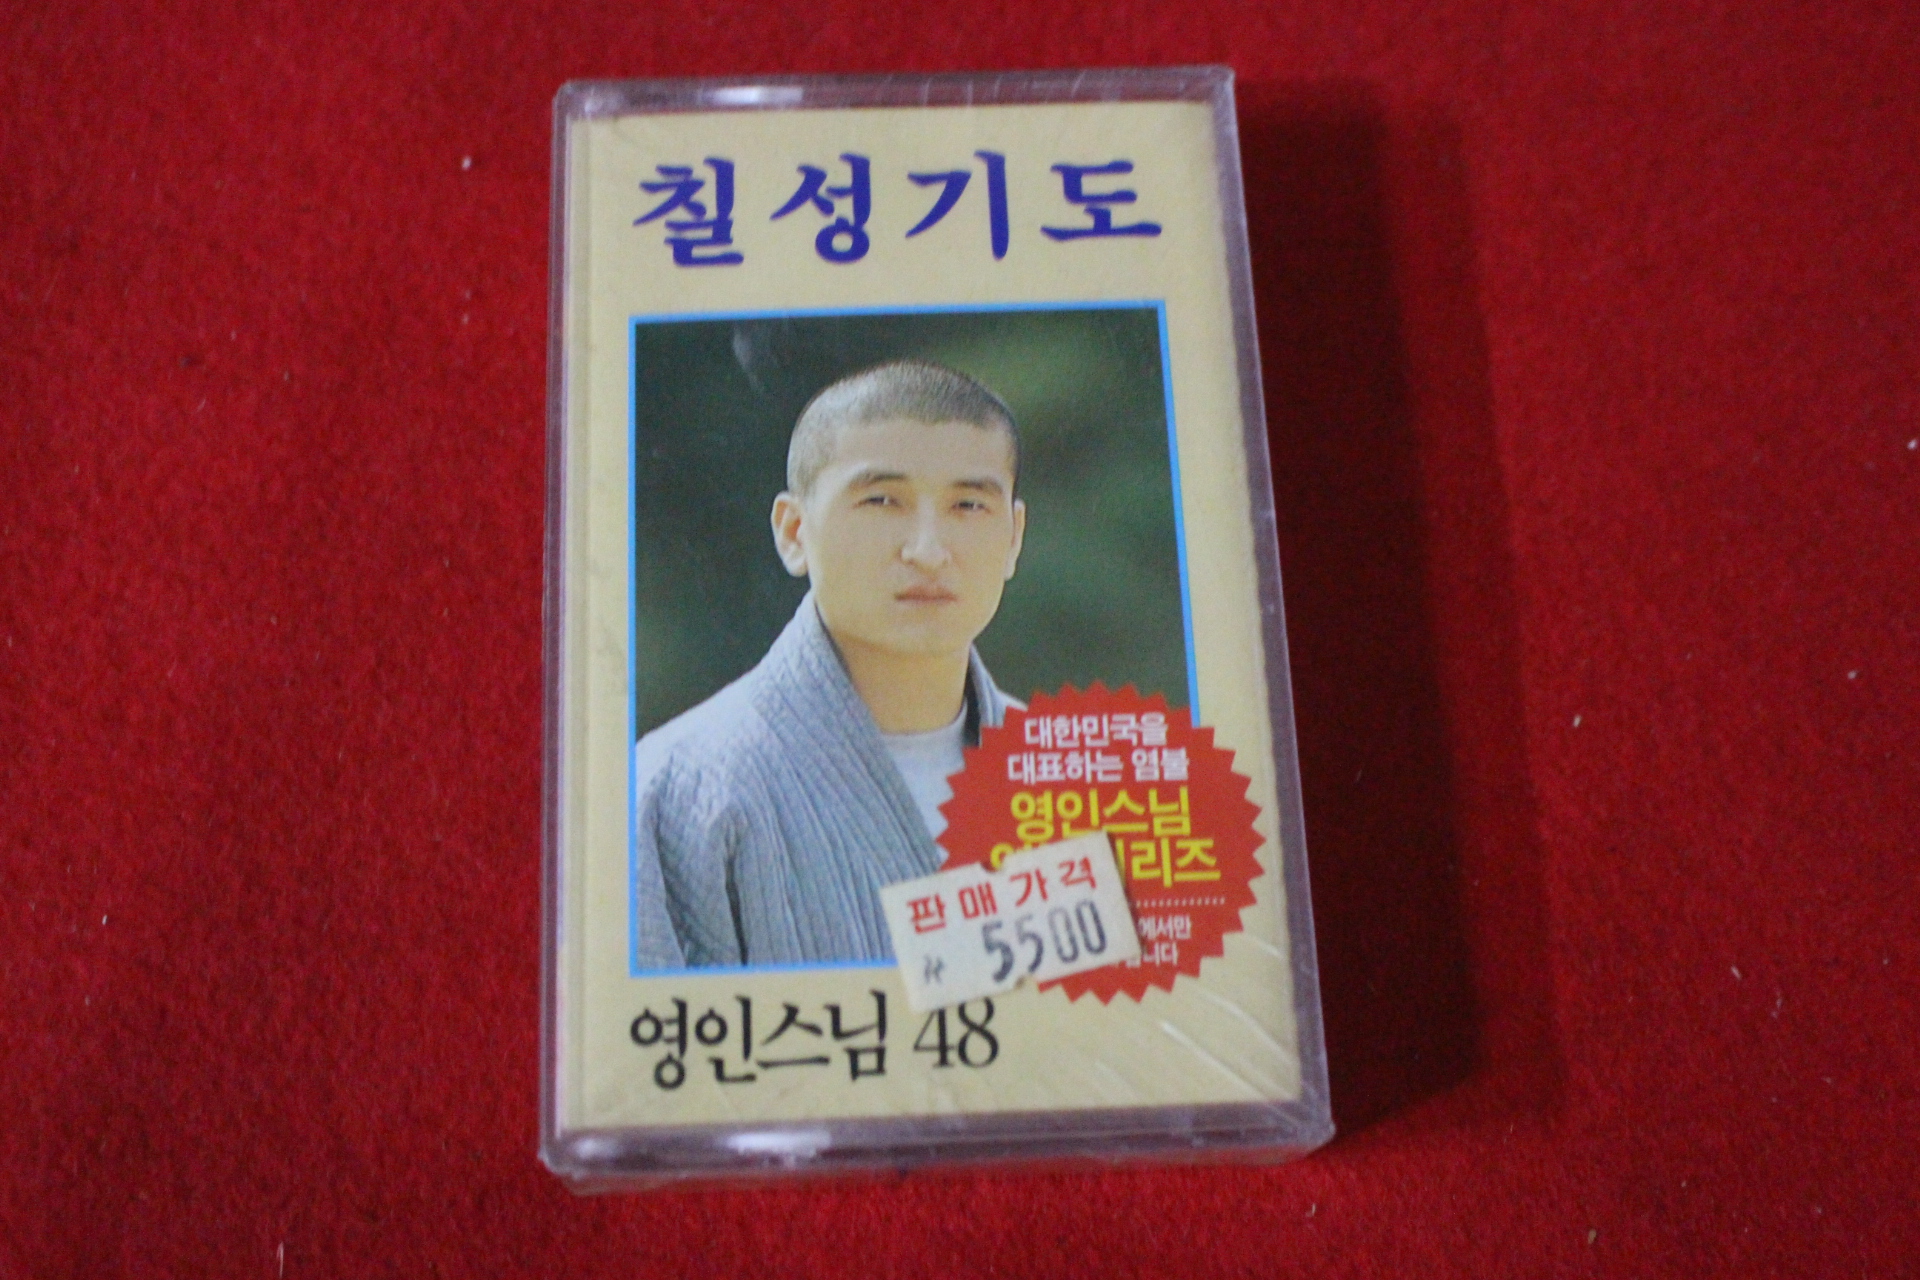 칠성기도
대한민국을
대표하는 염불
영인스님
리즈
판매가격
5500
에서만
니다
영인스님 48